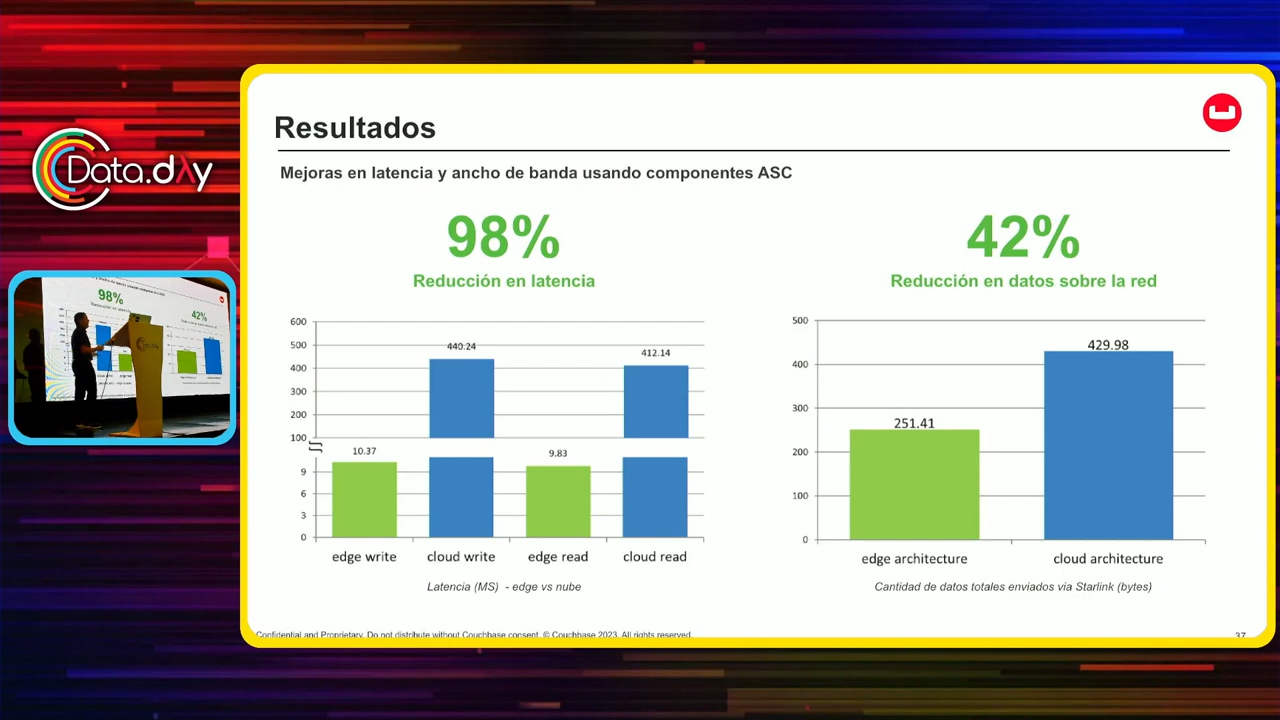 Data.dAy
Resultados
Mejoras en latencia y ancho de banda usando componentes ASC
98%
Reducción en latencia
42%
Reducción en datos sobre la red
600
500
400
300
200
100
9
6
3
0
10.37
440.24
9.83
412.14
edge write
cloud write
edge read
cloud read
Latencia (MS) - edge vs nube
500
400
300
200
100
0
251.41
429.98
edge architecture
cloud architecture
Cantidad de datos totales enviados via Starlink (bytes)
Confidential and Proprietary. Do not distribute without Couchbase consent. © Couchbase 2023. All rights reserved.
37
98%
42%